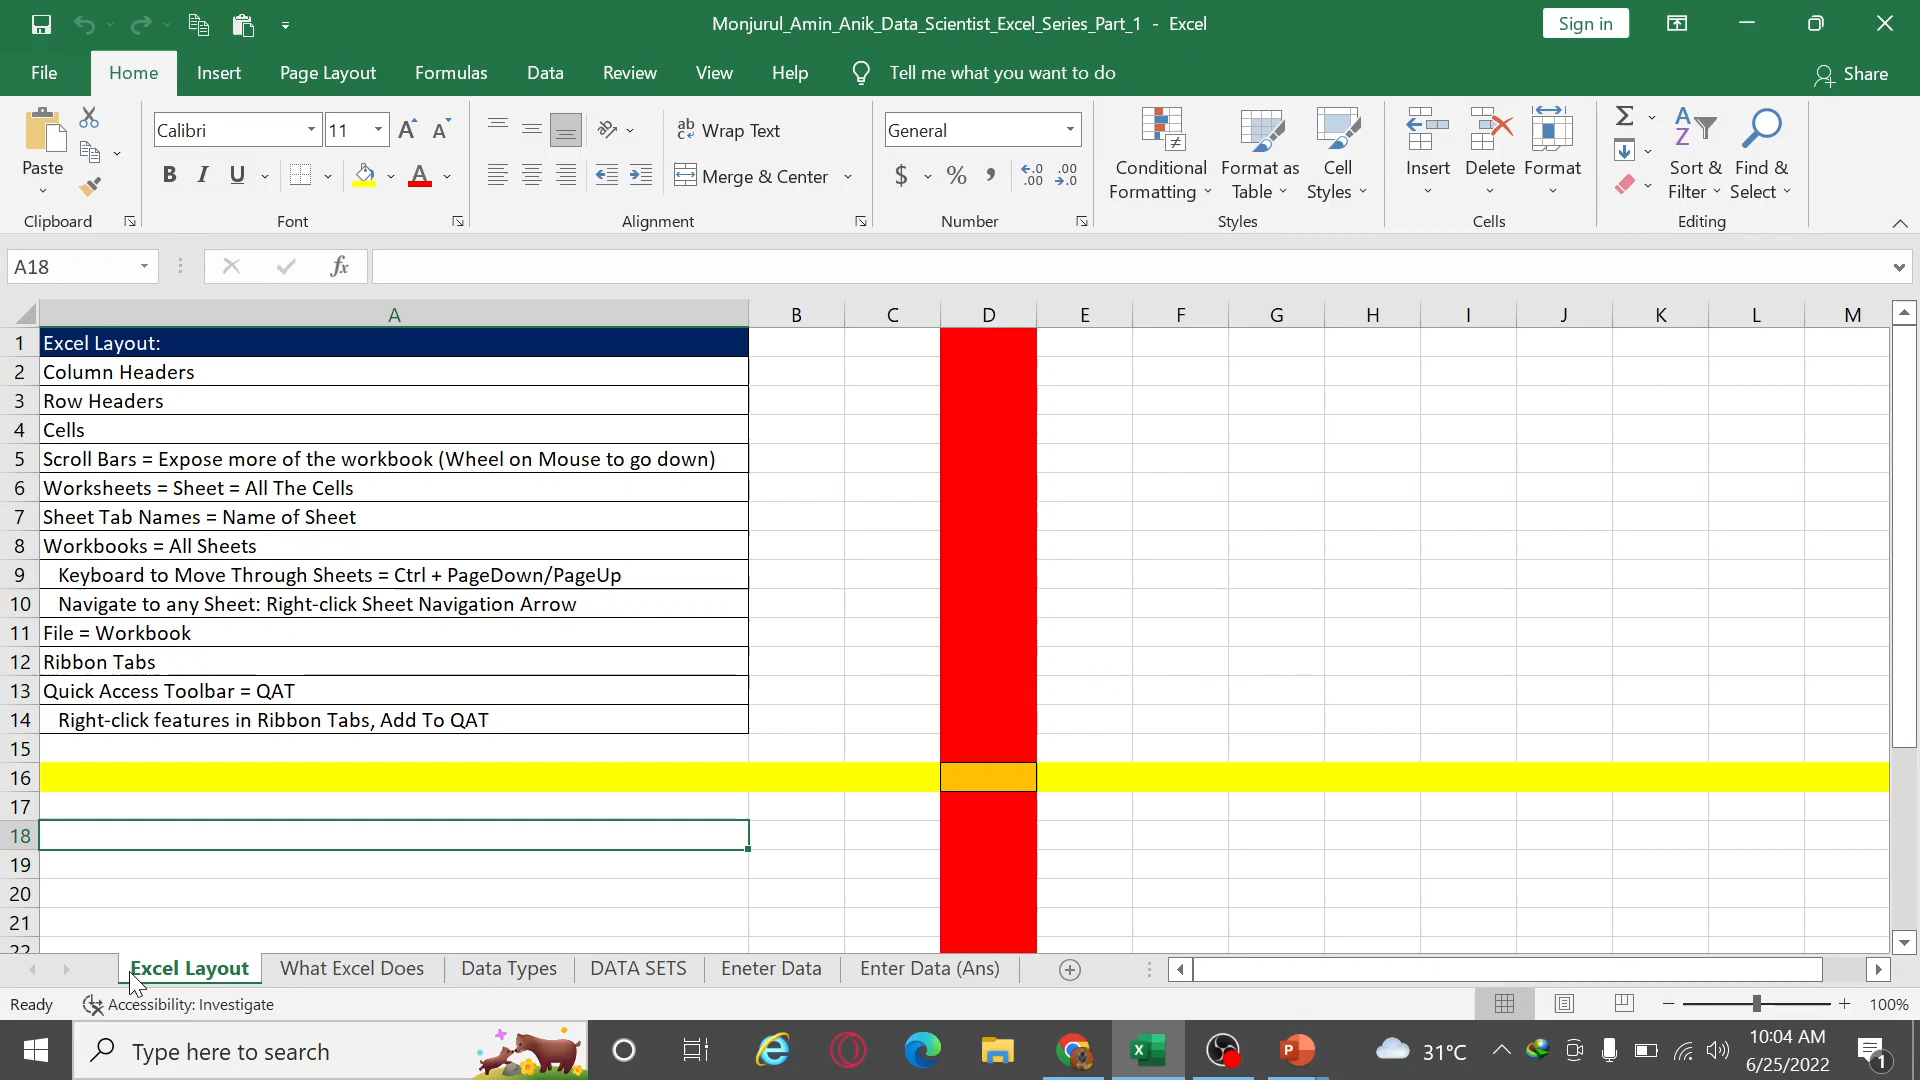 Monjurul_Amin_Anik_Data_Scientist_Excel_Series_Part_1 - Excel
Sign in
File Home Insert Page Layout Formulas Data Review View Help Tell me what you want to do Share
Paste
Clipboard
Calibri 11
B I U A
Font
ab Wrap Text
Merge & Center
Alignment
General
$ % ,
Number
Conditional Formatting
Format as Table
Cell Styles
Styles
Insert Delete Format
Cells
Sort & Filter
Find & Select
Editing
A18 fx
A B C D E F G H I J K L M
1 Excel Layout:
2 Column Headers
3 Row Headers
4 Cells
5 Scroll Bars = Expose more of the workbook (Wheel on Mouse to go down)
6 Worksheets = Sheet = All The Cells
7 Sheet Tab Names = Name of Sheet
8 Workbooks = All Sheets
9 Keyboard to Move Through Sheets = Ctrl + PageDown/PageUp
10 Navigate to any Sheet: Right-click Sheet Navigation Arrow
11 File = Workbook
12 Ribbon Tabs
13 Quick Access Toolbar = QAT
14 Right-click features in Ribbon Tabs, Add To QAT
15
16
17
18
19
20
21
22
Excel Layout What Excel Does Data Types DATA SETS Eneter Data Enter Data (Ans)
Ready Accessibility: Investigate 100%
Type here to search
31°C
10:04 AM
6/25/2022
1